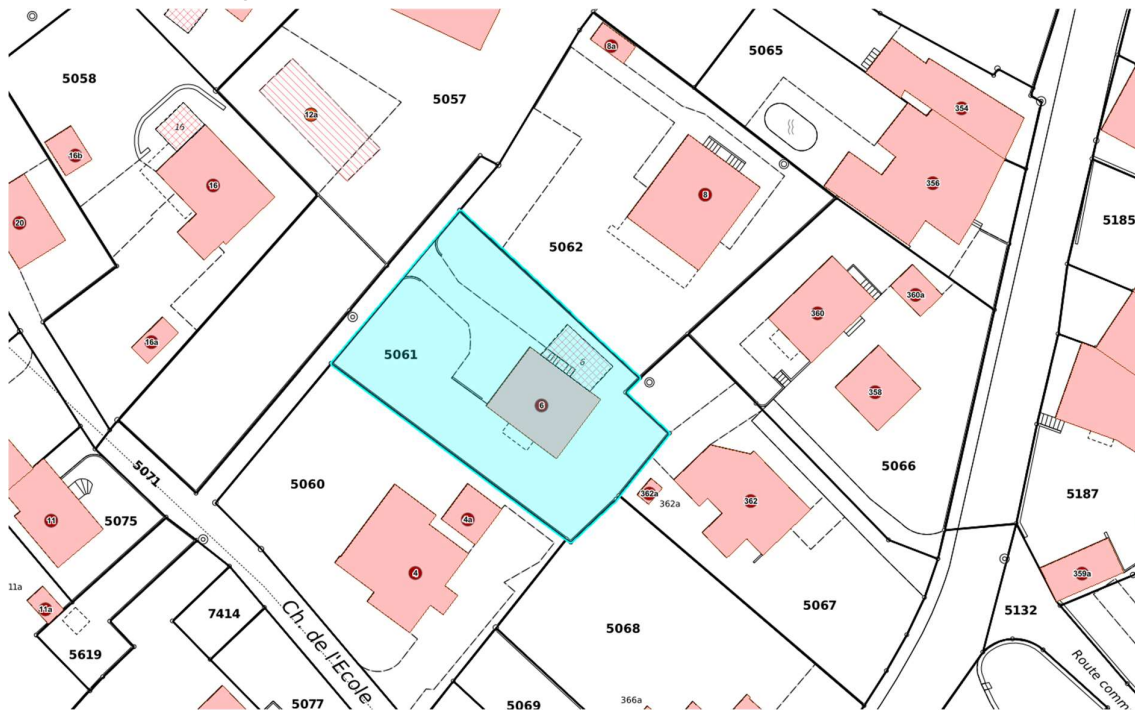 8a
5065
5058
5057
354
12a
16
16b
356
16
8
20
5185
5062
360a
360
16a
5061
6
358
6
5066
5071
5060
362a
362a
362
5187
4a
11
5075
4
359a
11a
11a
7414
5067
5132
5068
Ch. de l'Ecole
5619
Route comm
366a
5077
5069